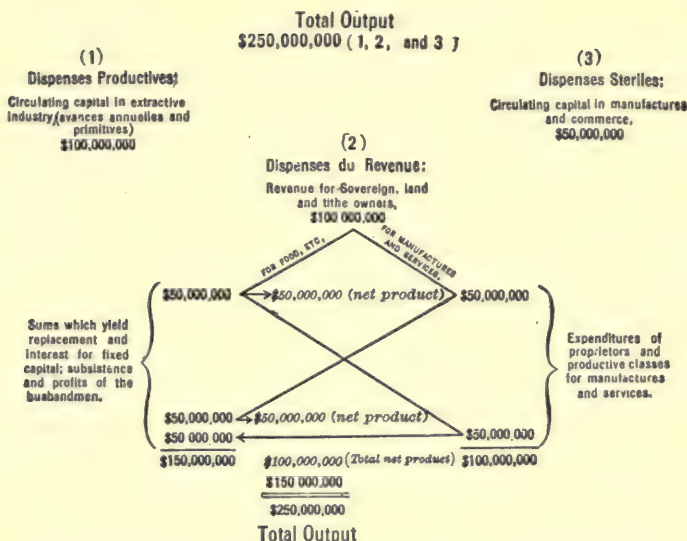 Total Output
$250,000,000 (1, 2, and 3)
(1)
Dispenses Productives:
Circulating capital in extractive
industry (avances annuelles and
primitives)
$100,000,000
(3)
Dispenses Steriles:
Circulating capital in manufactures
and commerce,
$50,000,000
(2)
Dispenses du Revenue:
Revenue for Sovereign, land
and tithe owners,
$100 000,000
FOR FOOD, ETC,
FOR MANUFACTURES
AND SERVICES,
$50,000,000
$50,000,000 (net product)
$50,000,000
Sums which yield
replacement and
interest for fixed
capital; subsistence
and profits of the
husbandmen.
Expenditures of
proprietors and
productive classes
for manufactures
and services.
$50,000,000
$50,000,000 (net product)
$50 000,000
$50,000,000
$150,000,000
$100,000,000 (Total net product)
$100,000,000
$150 000,000
$250,000,000
Total Output